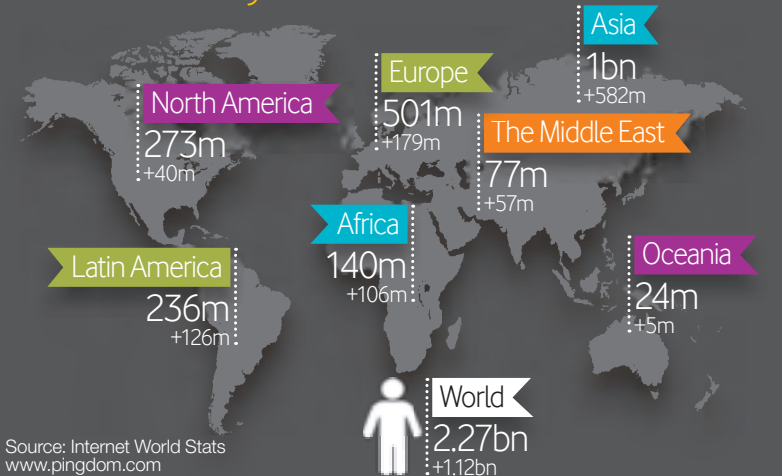 Asia
1bn
+582m
Europe
501m
+179m
North America
273m
+40m
The Middle East
77m
+57m
Africa
140m
+106m
Latin America
236m
+126m
Oceania
24m
+5m
World
2.27bn
+1.12bn
Source: Internet World Stats
www.pingdom.com